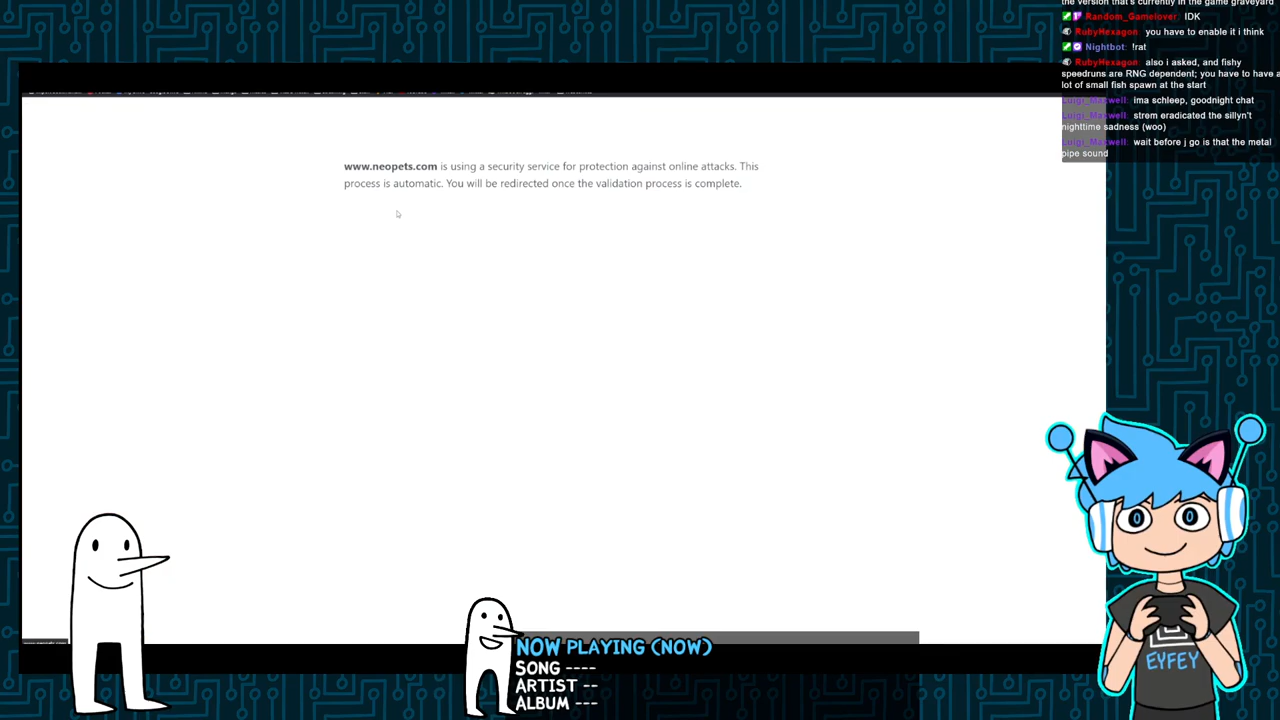 the version that's currently in the game graveyard
Random_Gamelover: IDK
RubyHexagon: you have to enable it i think
Nightbot: !rat
RubyHexagon: also i asked, and fishy
speedruns are RNG dependent; you have to have a
lot of small fish spawn at the start
Luigi_Maxwell: ima schleep, goodnight chat
Luigi_Maxwell: strem eradicated the sillyn't
nighttime sadness (woo)
Luigi_Maxwell: wait before j go is that the metal
pipe sound
www.neopets.com is using a security service for protection against online attacks. This
process is automatic. You will be redirected once the validation process is complete.
NOW PLAYING (NOW)
SONG ----
ARTIST --
ALBUM ---
EYFEY